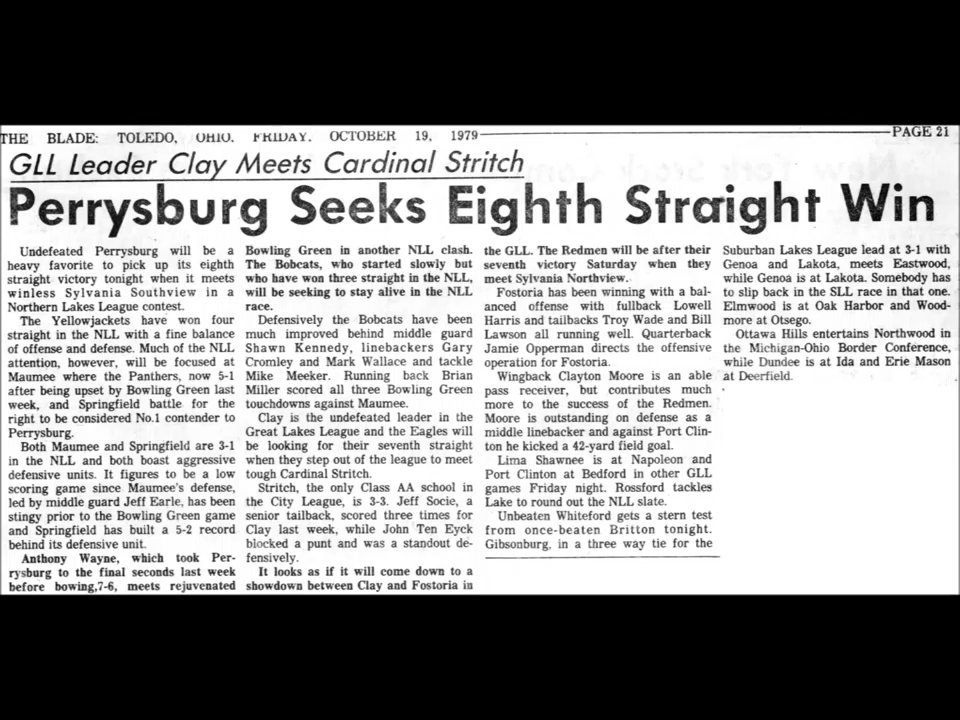 THE BLADE: TOLEDO, OHIO, FRIDAY, OCTOBER 19, 1979
PAGE 21
GLL Leader Clay Meets Cardinal Stritch
Perrysburg Seeks Eighth Straight Win
Undefeated Perrysburg will be a
heavy favorite to pick up its eighth
straight victory tonight when it meets
winless Sylvania Southview in a
Northern Lakes League contest.
The Yellowjackets have won four
straight in the NLL with a fine balance
of offense and defense. Much of the NLL
attention, however, will be focused at
Maumee where the Panthers, now 5-1
after being upset by Bowling Green last
week, and Springfield battle for the
right to be considered No.1 contender to
Perrysburg.
Both Maumee and Springfield are 3-1
in the NLL and both boast aggressive
defensive units. It figures to be a low
scoring game since Maumee's defense,
led by middle guard Jeff Earle, has been
stingy prior to the Bowling Green game
and Springfield has built a 5-2 record
behind its defensive unit.
Anthony Wayne, which took Per-
rysburg to the final seconds last week
before bowing,7-6, meets rejuvenated
Bowling Green in another NLL clash.
The Bobcats, who started slowly but
who have won three straight in the NLL,
will be seeking to stay alive in the NLL
race.
Defensively the Bobcats have been
much improved behind middle guard
Shawn Kennedy, linebackers Gary
Cromley and Mark Wallace and tackle
Mike Meeker. Running back Brian
Miller scored all three Bowling Green
touchdowns against Maumee.
Clay is the undefeated leader in the
Great Lakes League and the Eagles will
be looking for their seventh straight
when they step out of the league to meet
tough Cardinal Stritch.
Stritch, the only Class AA school in
the City League, is 3-3. Jeff Socie, a
senior tailback, scored three times for
Clay last week, while John Ten Eyck
blocked a punt and was a standout de-
fensively.
It looks as if it will come down to a
showdown between Clay and Fostoria in
the GLL. The Redmen will be after their
seventh victory Saturday when they
meet Sylvania Northview.
Fostoria has been winning with a bal-
anced offense with fullback Lowell
Harris and tailbacks Troy Wade and Bill
Lawson all running well. Quarterback
Jamie Opperman directs the offensive
operation for Fostoria.
Wingback Clayton Moore is an able
pass receiver, but contributes much
more to the success of the Redmen.
Moore is outstanding on defense as a
middle linebacker and against Port Clin-
ton he kicked a 42-yard field goal.
Lima Shawnee is at Napoleon and
Port Clinton at Bedford in other GLL
games Friday night. Rossford tackles
Lake to round out the NLL slate.
Unbeaten Whiteford gets a stern test
from once-beaten Britton tonight.
Gibsonburg, in a three way tie for the
Suburban Lakes League lead at 3-1 with
Genoa and Lakota, meets Eastwood,
while Genoa is at Lakota. Somebody has
to slip back in the SLL race in that one.
Elmwood is at Oak Harbor and Wood-
more at Otsego.
Ottawa Hills entertains Northwood in
the Michigan-Ohio Border Conference,
while Dundee is at Ida and Erie Mason
at Deerfield.